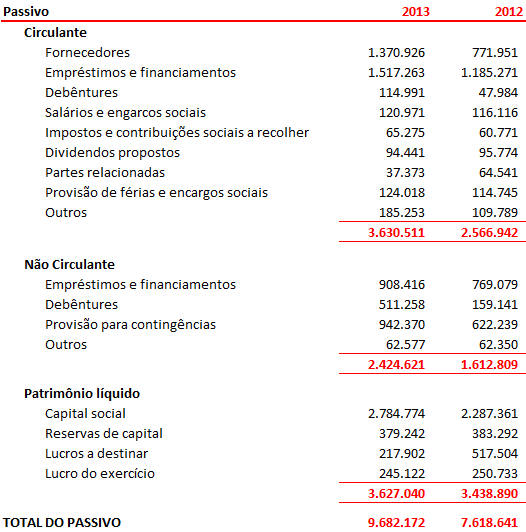 Passivo 2013 2012
Circulante
Fornecedores 1.370.926 771.951
Empréstimos e financiamentos 1.517.263 1.185.271
Debêntures 114.991 47.984
Salários e engarcos sociais 120.971 116.116
Impostos e contribuições sociais a recolher 65.275 60.771
Dividendos propostos 94.441 95.774
Partes relacionadas 37.373 64.541
Provisão de férias e encargos sociais 124.018 114.745
Outros 185.253 109.789
3.630.511 2.566.942
Não Circulante
Empréstimos e financiamentos 908.416 769.079
Debêntures 511.258 159.141
Provisão para contingências 942.370 622.239
Outros 62.577 62.350
2.424.621 1.612.809
Patrimônio líquido
Capital social 2.784.774 2.287.361
Reservas de capital 379.242 383.292
Lucros a destinar 217.902 517.504
Lucro do exercício 245.122 250.733
3.627.040 3.438.890
TOTAL DO PASSIVO 9.682.172 7.618.641